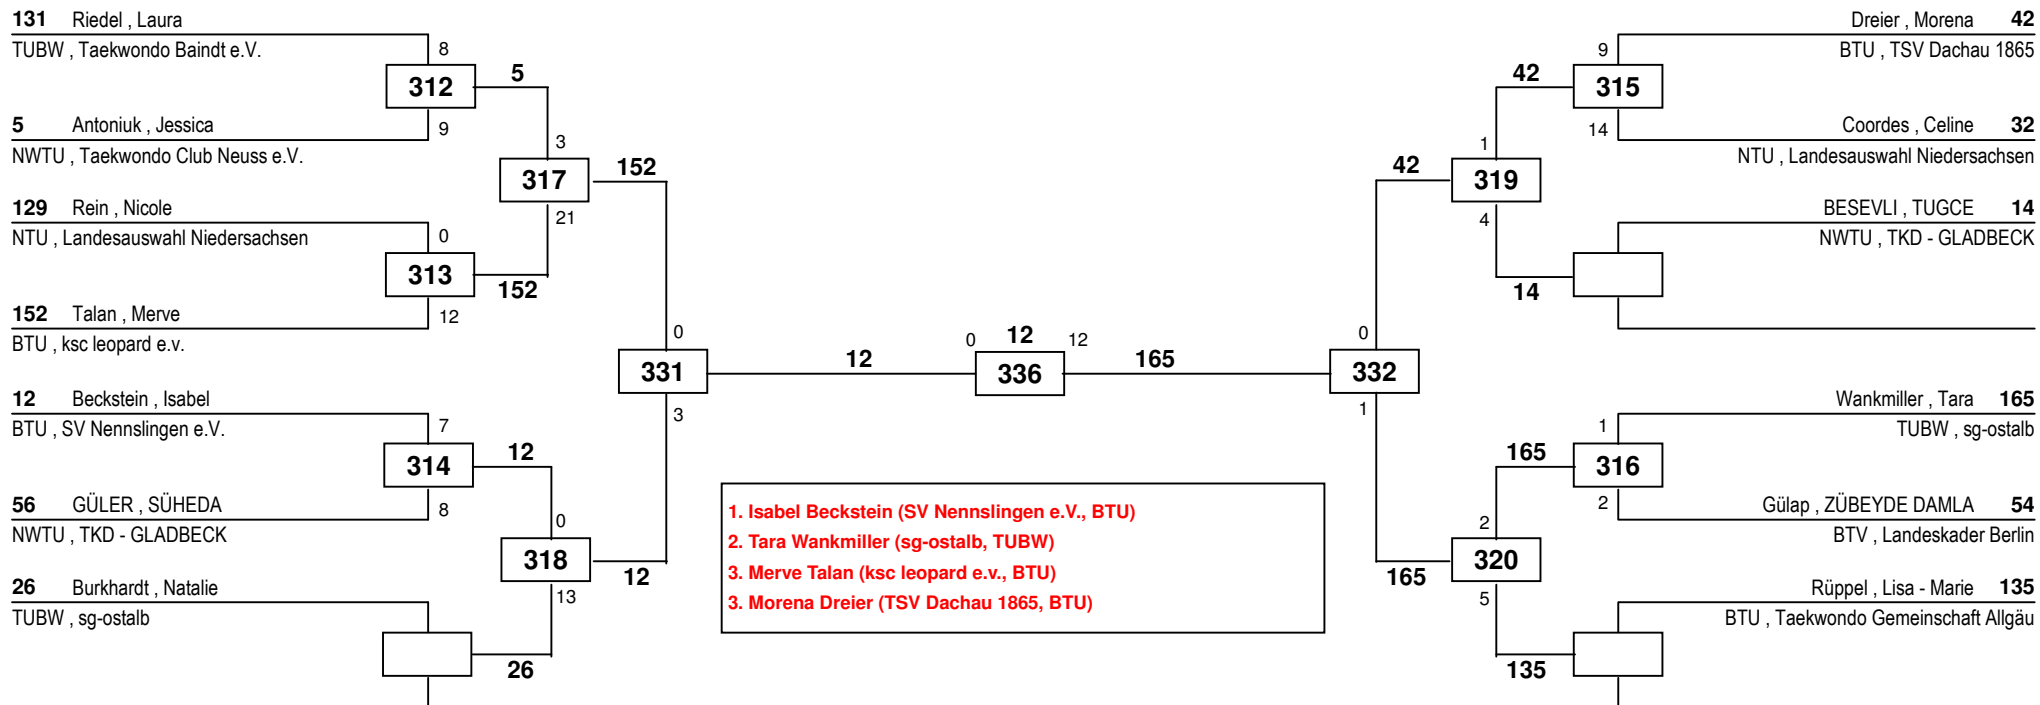 131 Riedel , Laura
TUBW , Taekwondo Baindt e.V.
8
312
5
5 Antoniuk , Jessica
9
NWTU , Taekwondo Club Neuss e.V.
3
317
152
21
129 Rein , Nicole
NTU , Landesauswahl Niedersachsen
0
313
152
152 Talan , Merve
12
BTU , ksc leopard e.v.
0
331
12
3
12 Beckstein , Isabel
BTU , SV Nennslingen e.V.
7
314
12
56 GÜLER , SÜHEDA
8
NWTU , TKD - GLADBECK
0
318
12
13
26 Burkhardt , Natalie
TUBW , sg-ostalb
26
0 12 12
336
165
1. Isabel Beckstein (SV Nennslingen e.V., BTU)
2. Tara Wankmiller (sg-ostalb, TUBW)
3. Merve Talan (ksc leopard e.v., BTU)
3. Morena Dreier (TSV Dachau 1865, BTU)
Dreier , Morena 42
BTU , TSV Dachau 1865
9
42
315
14
Coordes , Celine 32
NTU , Landesauswahl Niedersachsen
1
42
319
4
BESEVLI , TUGCE 14
NWTU , TKD - GLADBECK
14
0
332
1
Wankmiller , Tara 165
TUBW , sg-ostalb
1
165
316
2
Gülap , ZÜBEYDE DAMLA 54
BTV , Landeskader Berlin
2
320
165
5
Rüppel , Lisa - Marie 135
BTU , Taekwondo Gemeinschaft Allgäu
135